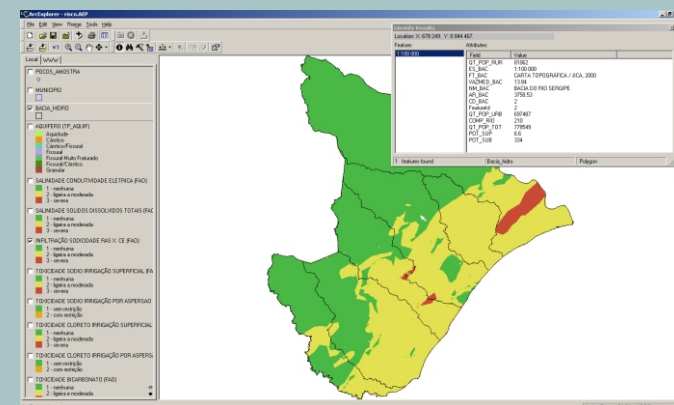 ArcExplorer - risco.AEP
File Edit View Theme Tools Help
Local WWW
POCOS_AMOSTRA
MUNICIPIO
BACIA_HIDRO
AQUIFERO (TP_AQUIF)
Aquiclude
Cárstico
Cárstico/Fissural
Fissural
Fissural Muito Fraturado
Fissural/Cárstico
Granular
SALINIDADE CONDUTIVIDADE ELETRICA (FAO)
1 - nenhuma
2 - ligeira a moderada
3 - severa
SALINIDADE SOLIDOS DISSOLVIDOS TOTAIS (FAO
1 - nenhuma
2 - ligeira a moderada
3 - severa
INFILTRAÇÃO SODICIDADE RAS X CE (FAO)
1 - nenhuma
2 - ligeira a moderada
3 - severa
TOXICIDADE SODIO IRRIGAÇÃO SUPERFICIAL (FA
1 - nenhuma
2 - ligeira a moderada
3 - severa
TOXICIDADE SODIO IRRIGAÇÃO POR ASPERSAO
1 - sem restrição
2 - com restrição
TOXICIDADE CLORETO IRRIGAÇÃO SUPERFICIAL
1 - nenhuma
2 - ligeira a moderada
3 - severa
TOXICIDADE CLORETO IRRIGAÇÃO POR ASPERS
1 - sem restrição
2 - com restrição
TOXICIDADE BICARBONATO (FAO)
1 - nenhuma
2 - ligeira a moderada
Identify Results
Location: X: 678.249 Y: 8.844.467
Feature: Attributes:
1:100 000 Field Value
QT_POP_RUR 81062
ES_BAC 1:100 000
FT_BAC CARTA TOPOGRÁFICA / JICA, 2000
VAZMED_BAC 13.84
NM_BAC BACIA DO RIO SERGIPE
AR_BAC 3758.53
CD_BAC 2
FeatureId 2
QT_POP_URB 697487
COMP_RIO 210
QT_POP_TOT 778549
POT_SUP 6.6
POT_SUB 334
1 features found Bacia_hidro Polygon